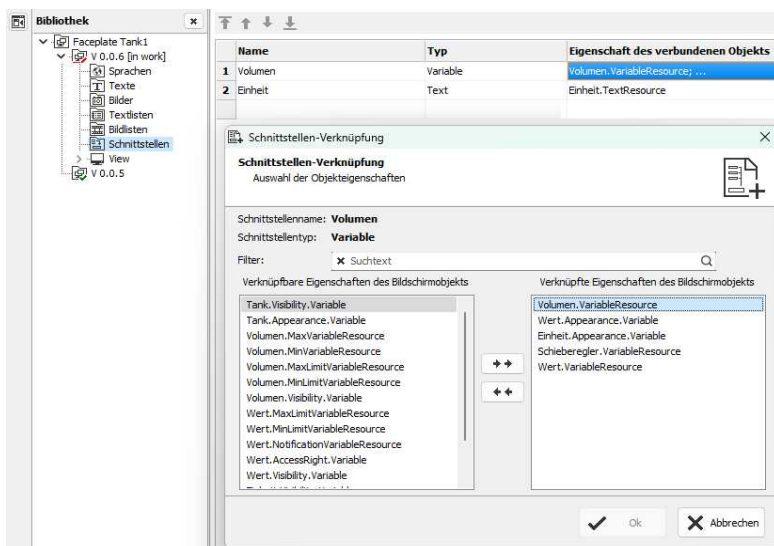 Bibliothek
Faceplate Tank1
V 0.0.6 [in work]
Sprachen
Texte
Bilder
Textlisten
Bildlisten
Schnittstellen
View
V 0.0.5
Name Typ Eigenschaft des verbundenen Objekts
1 Volumen Variable Volumen.VariableResource; ...
2 Einheit Text Einheit.TextResource
Schnittstellen-Verknüpfung
Schnittstellen-Verknüpfung
Auswahl der Objekteigenschaften
Schnittstellenname: Volumen
Schnittstellentyp: Variable
Filter: Suchtext
Verknüpfbare Eigenschaften des Bildschirmobjekts
Tank.Visibility.Variable
Tank.Appearance.Variable
Volumen.MaxVariableResource
Volumen.MinVariableResource
Volumen.MaxLimitVariableResource
Volumen.MinLimitVariableResource
Volumen.Visibility.Variable
Wert.MaxLimitVariableResource
Wert.MinLimitVariableResource
Wert.NotificationVariableResource
Wert.AccessRight.Variable
Wert.Visibility.Variable
Verknüpfte Eigenschaften des Bildschirmobjekts
Volumen.VariableResource
Wert.Appearance.Variable
Einheit.Appearance.Variable
Schieberegler.VariableResource
Wert.VariableResource
Ok Abbrechen